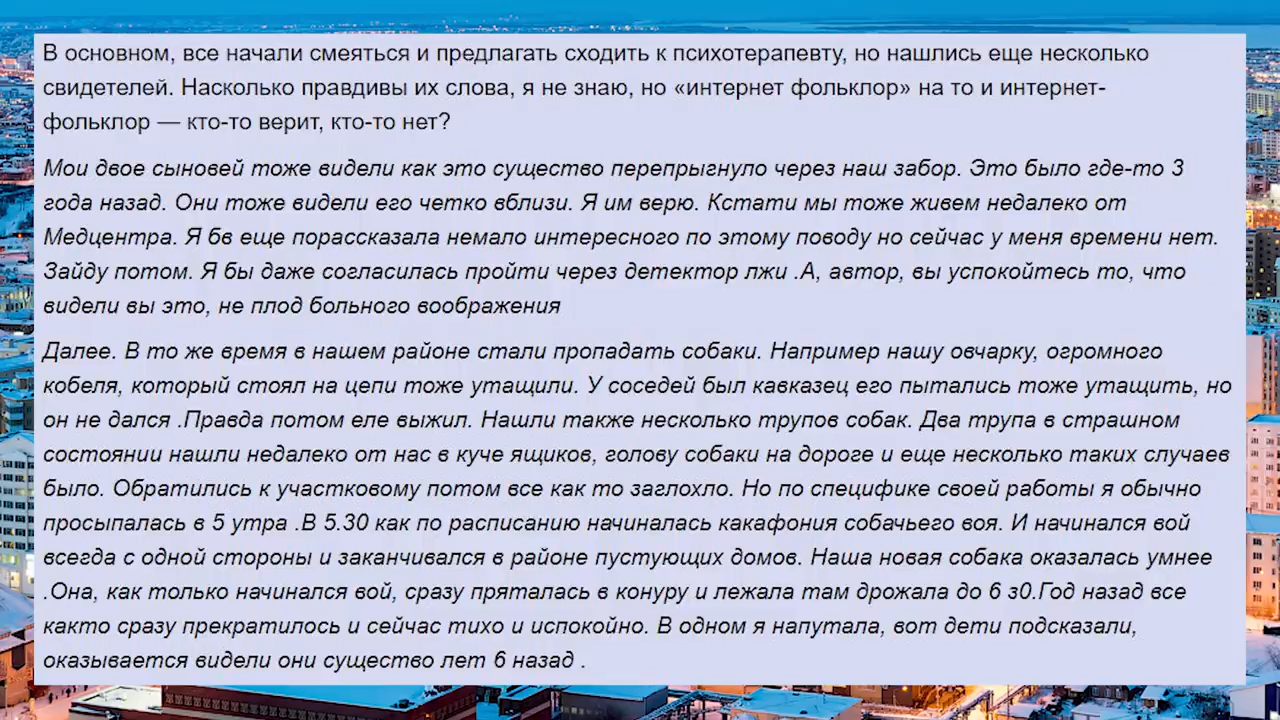 В основном, все начали смеяться и предлагать сходить к психотерапевту, но нашлись еще несколько
свидетелей. Насколько правдивы их слова, я не знаю, но «интернет фольклор» на то и интернет-
фольклор — кто-то верит, кто-то нет?
Мои двое сыновей тоже видели как это существо перепрыгнуло через наш забор. Это было где-то 3
года назад. Они тоже видели его четко вблизи. Я им верю. Кстати мы тоже живем недалеко от
Медцентра. Я бв еще порассказала немало интересного по этому поводу но сейчас у меня времени нет.
Зайду потом. Я бы даже согласилась пройти через детектор лжи .А, автор, вы успокойтесь то, что
видели вы это, не плод больного воображения
Далее. В то же время в нашем районе стали пропадать собаки. Например нашу овчарку, огромного
кобеля, который стоял на цепи тоже утащили. У соседей был кавказец его пытались тоже утащить, но
он не дался .Правда потом еле выжил. Нашли также несколько трупов собак. Два трупа в страшном
состоянии нашли недалеко от нас в куче ящиков, голову собаки на дороге и еще несколько таких случаев
было. Обратились к участковому потом все как то заглохло. Но по специфике своей работы я обычно
просыпалась в 5 утра .В 5.30 как по расписанию начиналась какафония собачьего воя. И начинался вой
всегда с одной стороны и заканчивался в районе пустующих домов. Наша новая собака оказалась умнее
.Она, как только начинался вой, сразу пряталась в конуру и лежала там дрожала до 6 з0.Год назад все
както сразу прекратилось и сейчас тихо и испокойно. В одном я напутала, вот дети подсказали,
оказывается видели они существо лет 6 назад .